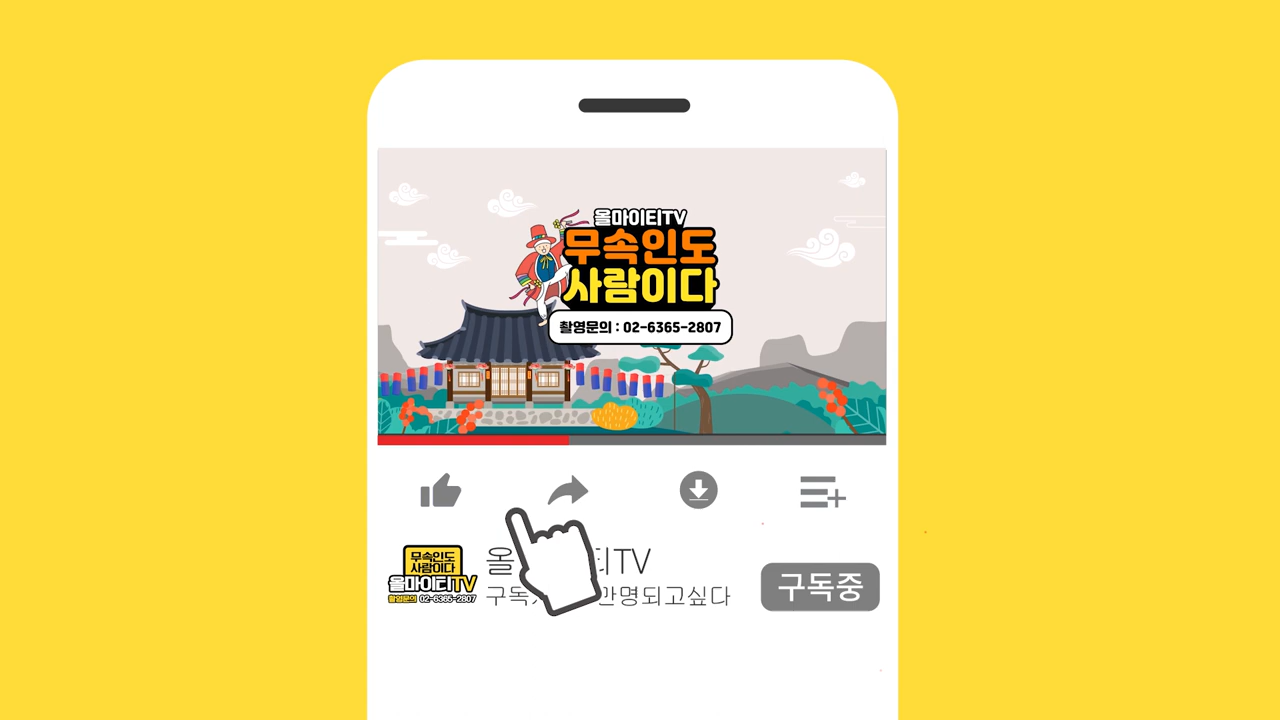 올마이티TV
무속인도
사람이다
촬영문의 : 02-6365-2807
무속인도
사람이다
올마이티TV
촬영문의 02-6365-2807
올 티TV
구독 만명되고싶다
구독중